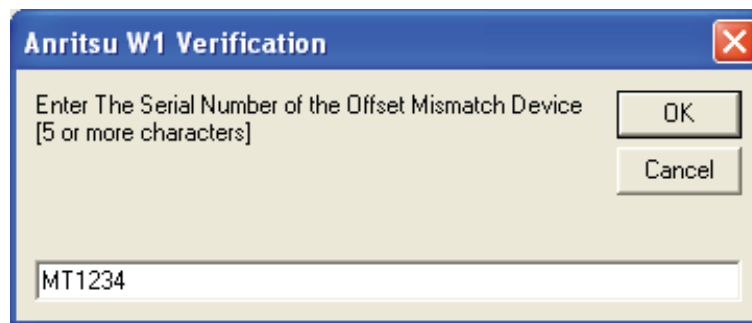 Anritsu W1 Verification
Enter The Serial Number of the Offset Mismatch Device
[5 or more characters]
OK
Cancel
MT1234